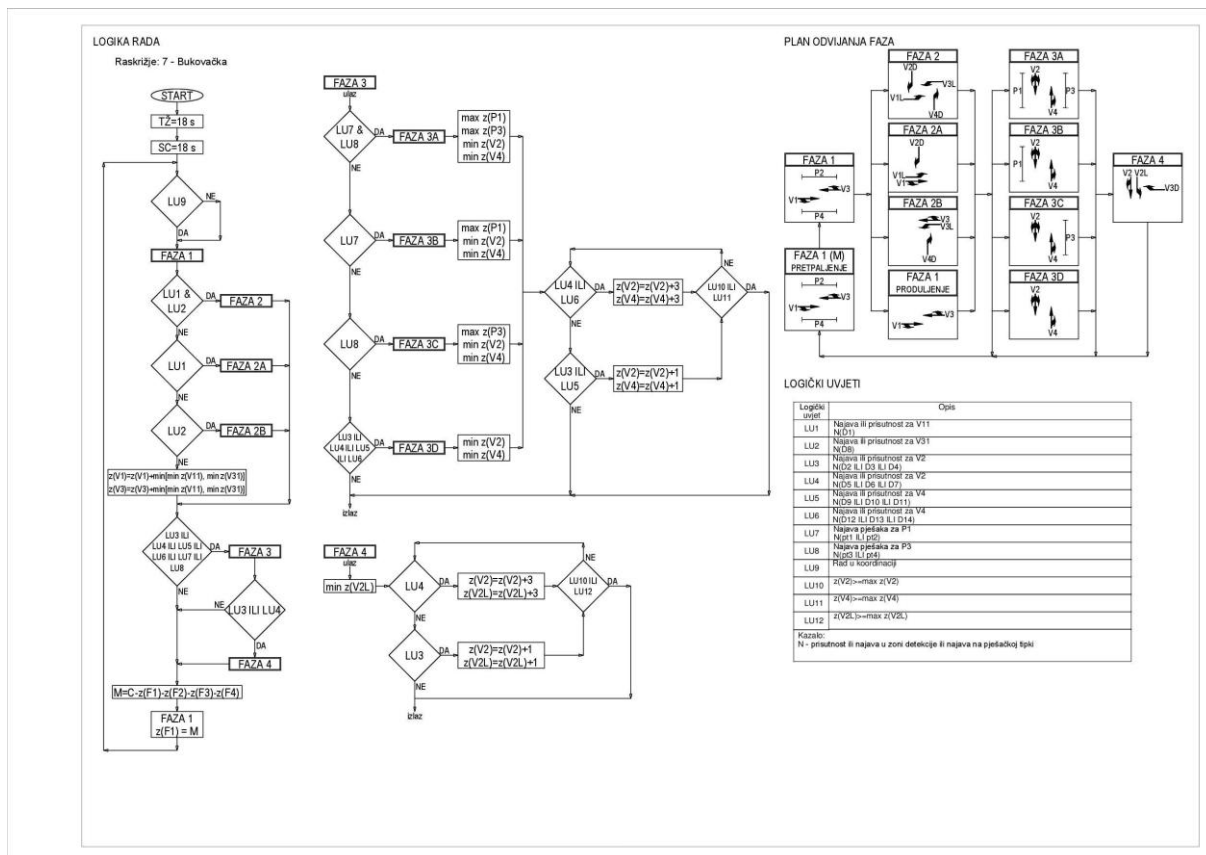 LOGIKA RADA
Raskrižje: 7 - Bukovačka
START
TŽ=18 s
SC=18 s
LU9
NE
DA
FAZA 1
LU1 &
LU2
DA
FAZA 2
NE
LU1
DA
FAZA 2A
NE
LU2
DA
FAZA 2B
NE
z(V1)=z(V1)+min[min z(V11), min z(V31)]
z(V3)=z(V3)+min[min z(V11), min z(V31)]
LU3 ILI
LU4 ILI LU5 ILI
LU6 ILI LU7 ILI
LU8
DA
FAZA 3
NE
LU3 ILI LU4
NE
DA
FAZA 4
M=C-z(F1)-z(F2)-z(F3)-z(F4)
FAZA 1
z(F1) = M
FAZA 3
ulaz
LU7 &
LU8
DA
FAZA 3A
max z(P1)
max z(P3)
min z(V2)
min z(V4)
NE
LU7
DA
FAZA 3B
max z(P1)
min z(V2)
min z(V4)
NE
LU8
DA
FAZA 3C
max z(P3)
min z(V2)
min z(V4)
NE
LU3 ILI
LU4 ILI LU5
ILI LU6
DA
FAZA 3D
min z(V2)
min z(V4)
NE
izlaz
LU4 ILI
LU6
DA
z(V2)=z(V2)+3
z(V4)=z(V4)+3
NE
LU10 ILI
LU11
DA
NE
LU3 ILI
LU5
DA
z(V2)=z(V2)+1
z(V4)=z(V4)+1
NE
FAZA 4
ulaz
min z(V2L)
LU4
DA
z(V2)=z(V2)+3
z(V2L)=z(V2L)+3
NE
LU10 ILI
LU12
DA
NE
LU3
DA
z(V2)=z(V2)+1
z(V2L)=z(V2L)+1
NE
izlaz
PLAN ODVIJANJA FAZA
FAZA 1
P2
V3
V1
P4
FAZA 1 (M)
PRETPALJENJE
P2
V3
V1
P4
FAZA 2
V2D
V3L
V1L
V4D
FAZA 2A
V2D
V1L
V1
FAZA 2B
V3
V3L
V4D
FAZA 1
PRODULJENJE
V3
V1
FAZA 3A
V2
P1
P3
V4
FAZA 3B
V2
P1
V4
FAZA 3C
V2
P3
V4
FAZA 3D
V2
V4
FAZA 4
V2 V2L
V3D
LOGIČKI UVJETI
Logički
uvjet
Opis
LU1
Najava ili prisutnost za V11
N(D1)
LU2
Najava ili prisutnost za V31
N(D8)
LU3
Najava ili prisutnost za V2
N(D2 ILI D3 ILI D4)
LU4
Najava ili prisutnost za V2
N(D5 ILI D6 ILI D7)
LU5
Najava ili prisutnost za V4
N(D9 ILI D10 ILI D11)
LU6
Najava ili prisutnost za V4
N(D12 ILI D13 ILI D14)
LU7
Najava pješaka za P1
N(pt1 ILI pt2)
LU8
Najava pješaka za P3
N(pt3 ILI pt4)
LU9
Rad u koordinaciji
LU10
z(V2)>=max z(V2)
LU11
z(V4)>=max z(V4)
LU12
z(V2L)>=max z(V2L)
Kazalo:
N - prisutnost ili najava u zoni detekcije ili najava na pješačkoj tipki